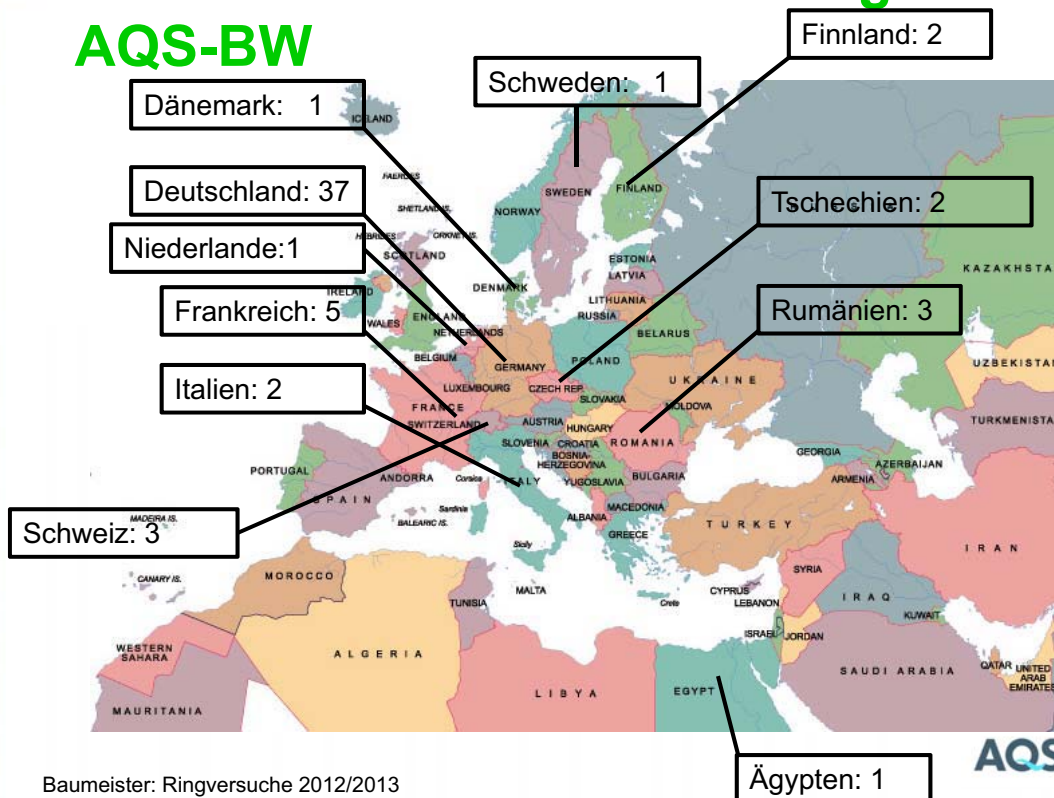 AQS-BW
Finnland: 2
Schweden: 1
Dänemark: 1
ICELAND
FAEROES
Deutschland: 37
SWEDEN
FINLAND
Tschechien: 2
SHETLAND IS.
NORWAY
Niederlande:1
HEBRIDES
ORKNEY IS.
SCOTLAND
ESTONIA
LATVIA
KAZAKHSTA
DENMARK
IRELAND
LITHUANIA
Frankreich: 5
ENGLAND
RUSSIA
Rumänien: 3
WALES
NETHERLANDS
BELARUS
BELGIUM
GERMANY
POLAND
UZBEKISTAN
Italien: 2
LUXEMBOURG
CZECH REP.
UKRAINE
SLOVAKIA
FRANCE
MOLDOVA
SWITZERLAND
AUSTRIA
HUNGARY
TURKMENISTA
SLOVENIA
CROATIA
ROMANIA
GEORGIA
BOSNIA-
HERZEGOVINA
PORTUGAL
ANDORRA
Corsica
ITALY
YUGOSLAVIA
BULGARIA
AZERBAIJAN
ARMENIA
SPAIN
Sardinia
MACEDONIA
MADEIRA IS.
BALEARIC IS.
ALBANIA
TURKEY
Schweiz: 3
GREECE
Sicily
IRAN
CANARY IS.
MOROCCO
MALTA
SYRIA
CYPRUS
TUNISIA
Crete
LEBANON
IRAQ
KUWAIT
ISRAEL
JORDAN
WESTERN
SAHARA
ALGERIA
SAUDI ARABIA
QATAR
UNITED
ARAB
EMIRATES
LIBYA
EGYPT
MAURITANIA
AQS
Baumeister: Ringversuche 2012/2013
Ägypten: 1